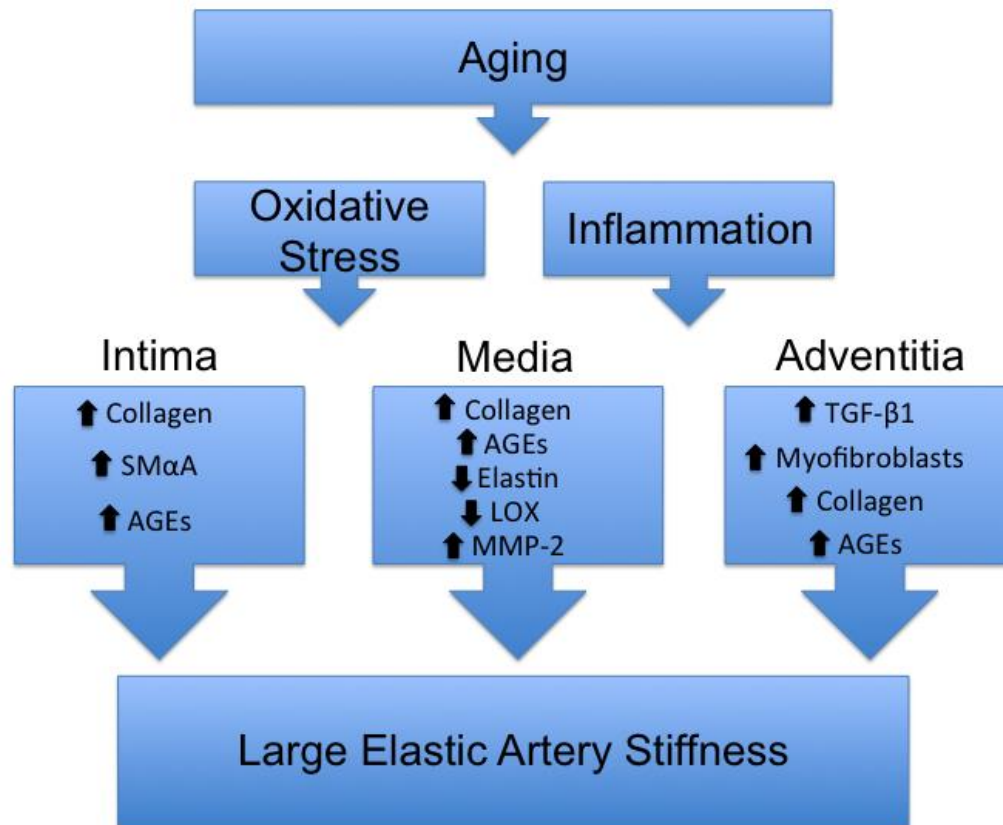 Aging
Oxidative
Stress
Inflammation
Intima
Collagen
SMαA
AGEs
Media
Collagen
AGEs
Elastin
LOX
MMP-2
Adventitia
TGF-β1
Myofibroblasts
Collagen
AGEs
Large Elastic Artery Stiffness